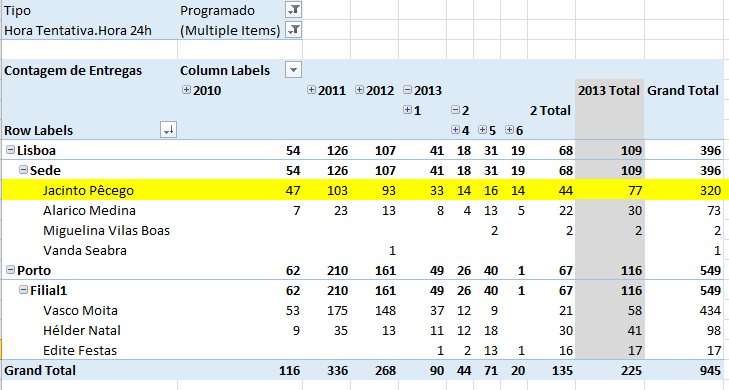 Tipo Programado
Hora Tentativa.Hora 24h (Multiple Items)
Contagem de Entregas Column Labels
2010 2011 2012 2013 2013 Total Grand Total
1 2 2 Total
Row Labels 4 5 6
Lisboa 54 126 107 41 18 31 19 68 109 396
Sede 54 126 107 41 18 31 19 68 109 396
Jacinto Pêcego 47 103 93 33 14 16 14 44 77 320
Alarico Medina 7 23 13 8 4 13 5 22 30 73
Miguelina Vilas Boas 2 2 2 2
Vanda Seabra 1 1
Porto 62 210 161 49 26 40 1 67 116 549
Filial1 62 210 161 49 26 40 1 67 116 549
Vasco Moita 53 175 148 37 12 9 21 58 434
Hélder Natal 9 35 13 11 12 18 30 41 98
Edite Festas 1 2 13 1 16 17 17
Grand Total 116 336 268 90 44 71 20 135 225 945